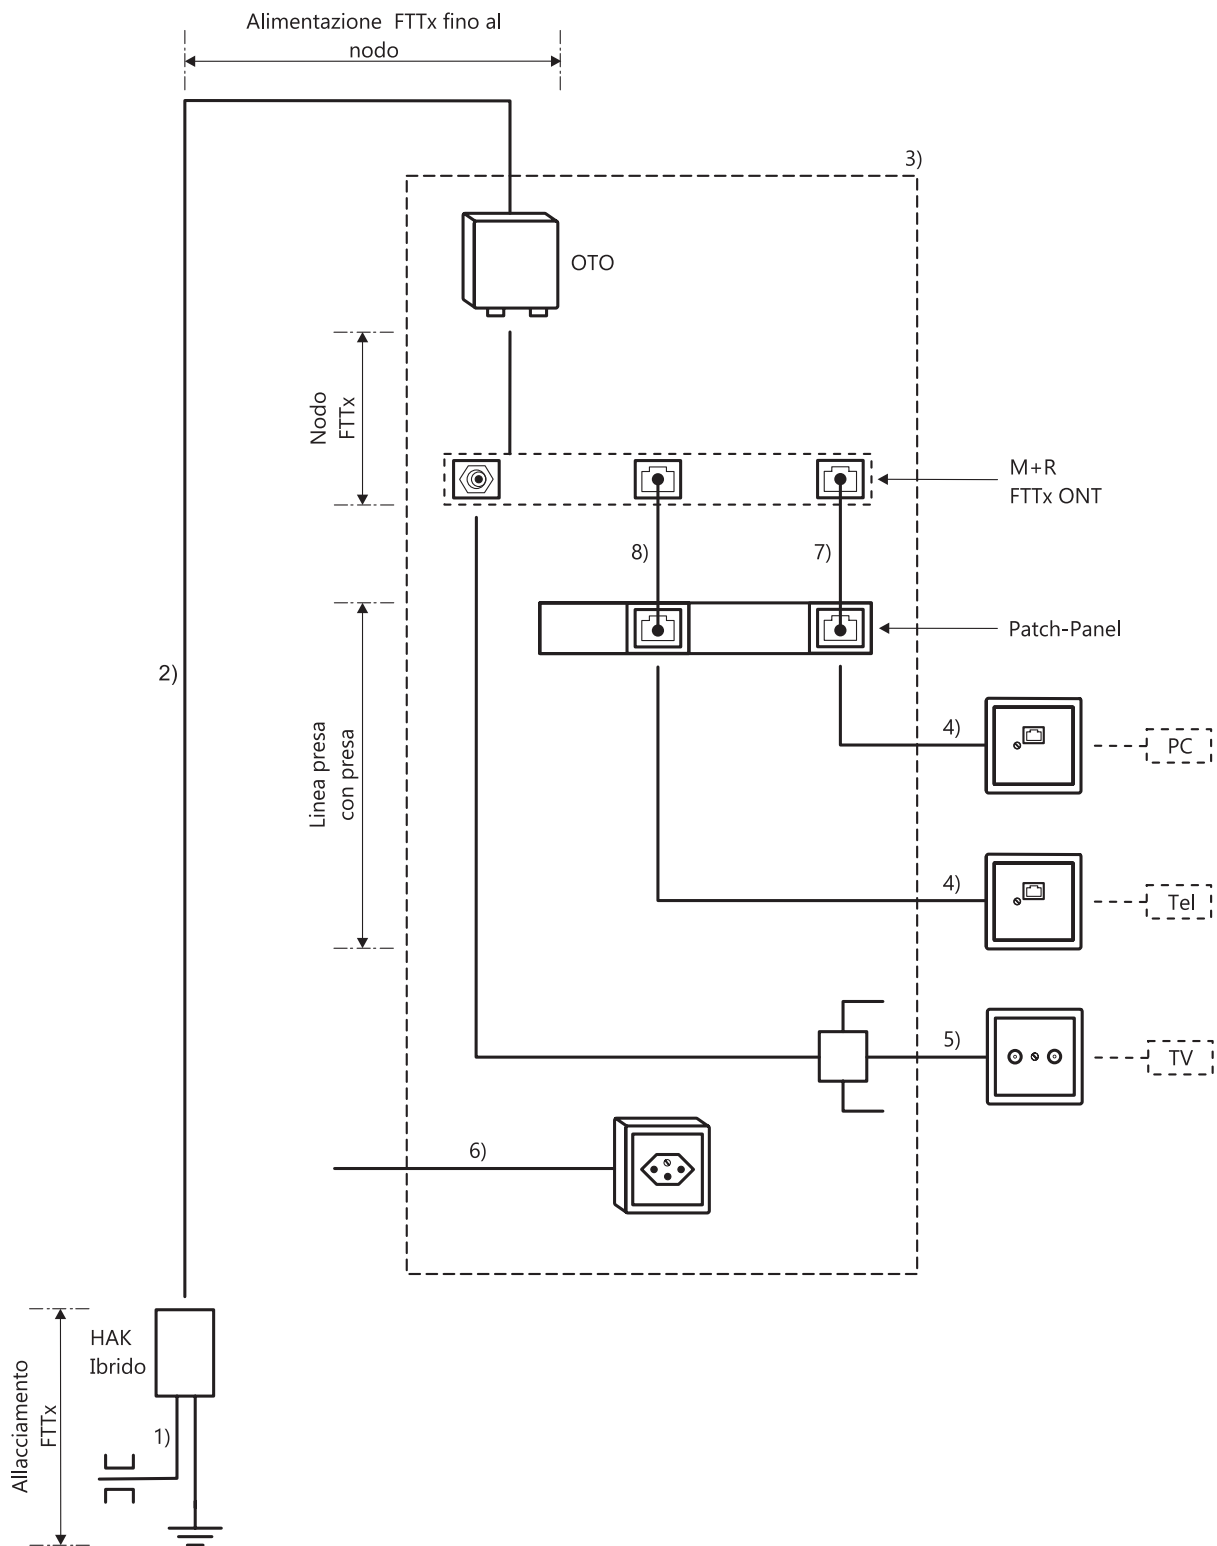 Alimentazione FTTx fino al
nodo
3)
OTO
Nodo
FTTx
M+R
FTTx ONT
8)
7)
Patch-Panel
2)
Linea presa
con presa
4)
PC
4)
Tel
5)
TV
6)
HAK
Ibrido
Allacciamento
FTTx
1)